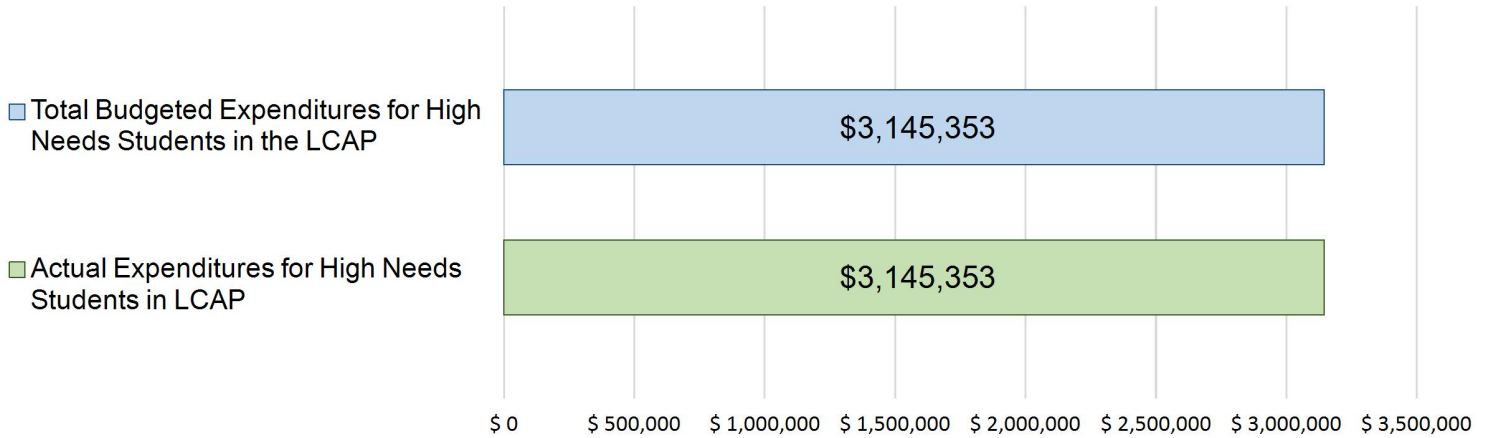 Total Budgeted Expenditures for High
Needs Students in the LCAP
$3,145,353
Actual Expenditures for High Needs
Students in LCAP
$3,145,353
$ 0 $ 500,000 $ 1,000,000 $ 1,500,000 $ 2,000,000 $ 2,500,000 $ 3,000,000 $ 3,500,000